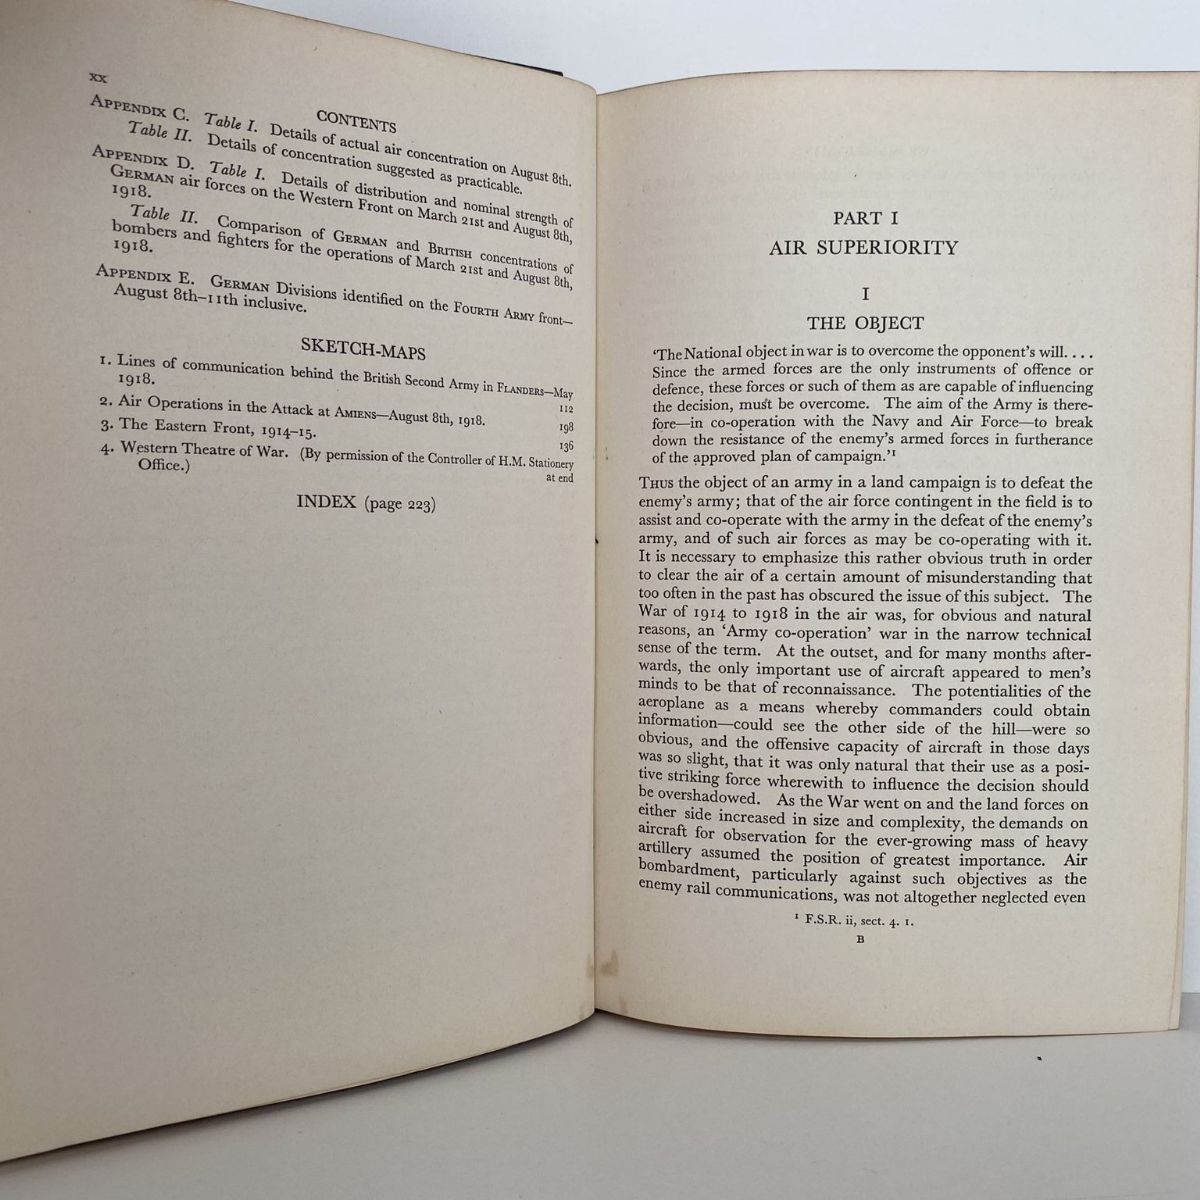 xx
CONTENTS
APPENDIX C. Table I. Details of actual air concentration on August 8th.
Table II. Details of concentration suggested as practicable.
APPENDIX D. Table I. Details of distribution and nominal strength of
GERMAN air forces on the Western Front on March 21st and August 8th,
1918.
Table II. Comparison of GERMAN and BRITISH concentrations of
bombers and fighters for the operations of March 21st and August 8th,
1918.
APPENDIX E. GERMAN Divisions identified on the FOURTH ARMY front—
August 8th–11th inclusive.
SKETCH-MAPS
1. Lines of communication behind the British Second Army in FLANDERS—May
1918. 112
2. Air Operations in the Attack at AMIENS—August 8th, 1918. 198
3. The Eastern Front, 1914–15. 136
4. Western Theatre of War. (By permission of the Controller of H.M. Stationery
Office.) at end
INDEX (page 223)
PART I
AIR SUPERIORITY
I
THE OBJECT
‘The National object in war is to overcome the opponent’s will. . . .
Since the armed forces are the only instruments of offence or
defence, these forces or such of them as are capable of influencing
the decision, must be overcome. The aim of the Army is there-
fore—in co-operation with the Navy and Air Force—to break
down the resistance of the enemy’s armed forces in furtherance
of the approved plan of campaign.’¹
THUS the object of an army in a land campaign is to defeat the
enemy’s army; that of the air force contingent in the field is to
assist and co-operate with the army in the defeat of the enemy’s
army, and of such air forces as may be co-operating with it.
It is necessary to emphasize this rather obvious truth in order
to clear the air of a certain amount of misunderstanding that
too often in the past has obscured the issue of this subject. The
War of 1914 to 1918 in the air was, for obvious and natural
reasons, an ‘Army co-operation’ war in the narrow technical
sense of the term. At the outset, and for many months after-
wards, the only important use of aircraft appeared to men’s
minds to be that of reconnaissance. The potentialities of the
aeroplane as a means whereby commanders could obtain
information—could see the other side of the hill—were so
obvious, and the offensive capacity of aircraft in those days
was so slight, that it was only natural that their use as a posi-
tive striking force wherewith to influence the decision should
be overshadowed. As the War went on and the land forces on
either side increased in size and complexity, the demands on
aircraft for observation for the ever-growing mass of heavy
artillery assumed the position of greatest importance. Air
bombardment, particularly against such objectives as the
enemy rail communications, was not altogether neglected even
¹ F.S.R. ii, sect. 4. 1.
B